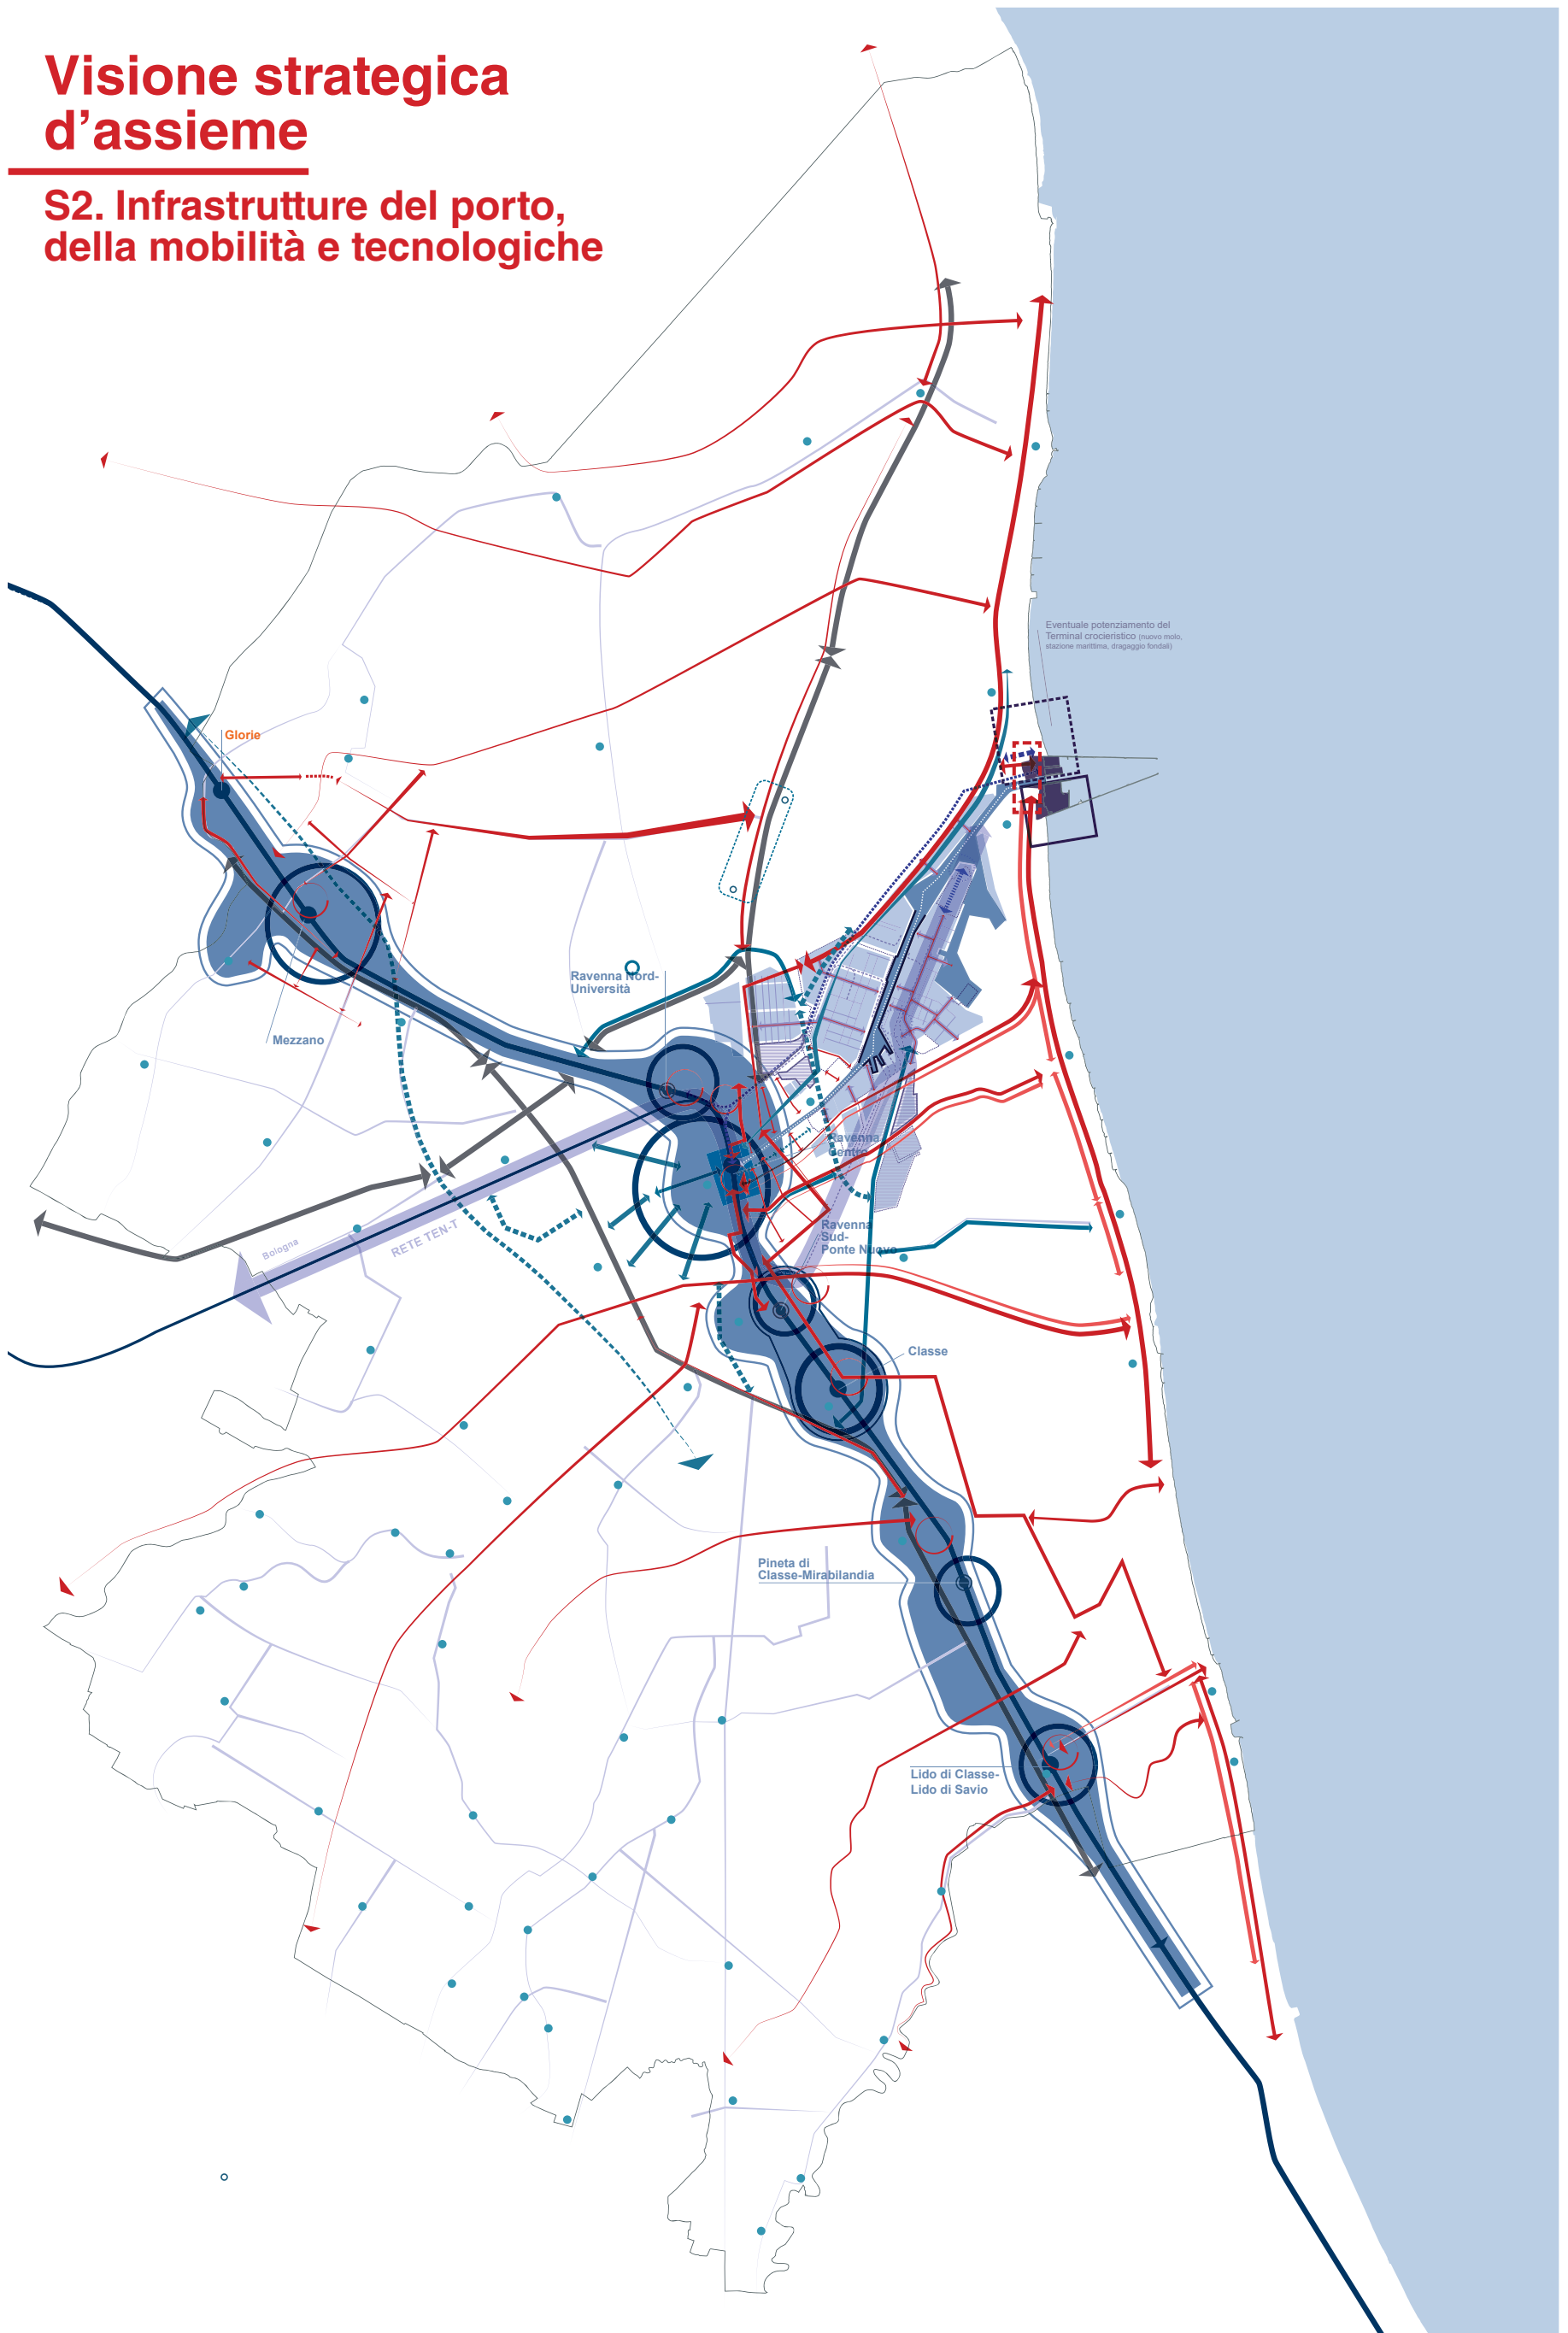 Visione strategica
d’assieme
S2. Infrastrutture del porto,
della mobilità e tecnologiche
Eventuale potenziamento del
Terminal crocieristico (nuovo molo,
stazione marittima, dragaggio fondali)
Glorie
Ravenna Nord-
Università
Mezzano
Ravenna
Centro
Ravenna
Sud-
Ponte Nuovo
Bologna
RETE TEN-T
Classe
Pineta di
Classe-Mirabilandia
Lido di Classe-
Lido di Savio